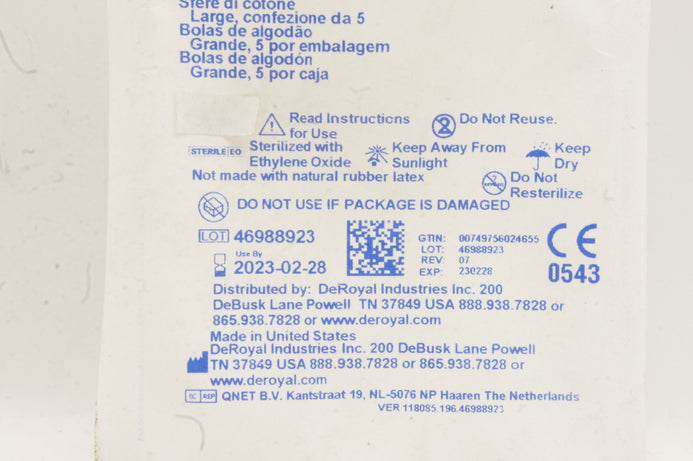 Sfere di cotone
Large, confezione da 5
Bolas de algodão
Grande, 5 por embalagem
Bolas de algodón
Grande, 5 por caja
Read Instructions
for Use
Do Not Reuse.
STERILE EO
Sterilized with
Ethylene Oxide
Keep Away From
Sunlight
Keep
Dry
Not made with natural rubber latex
Do Not
Resterilize
DO NOT USE IF PACKAGE IS DAMAGED
LOT 46988923
Use By
2023-02-28
GTIN: 00749756024655
LOT: 46988923
REV: 07
EXP: 230228
CE
0543
Distributed by: DeRoyal Industries Inc. 200
DeBusk Lane Powell TN 37849 USA 888.938.7828 or
865.938.7828 or www.deroyal.com
Made in United States
DeRoyal Industries Inc. 200 DeBusk Lane Powell
TN 37849 USA 888.938.7828 or 865.938.7828 or
www.deroyal.com
EC REP QNET B.V. Kantstraat 19, NL-5076 NP Haaren The Netherlands
VER 118085.196.46988923